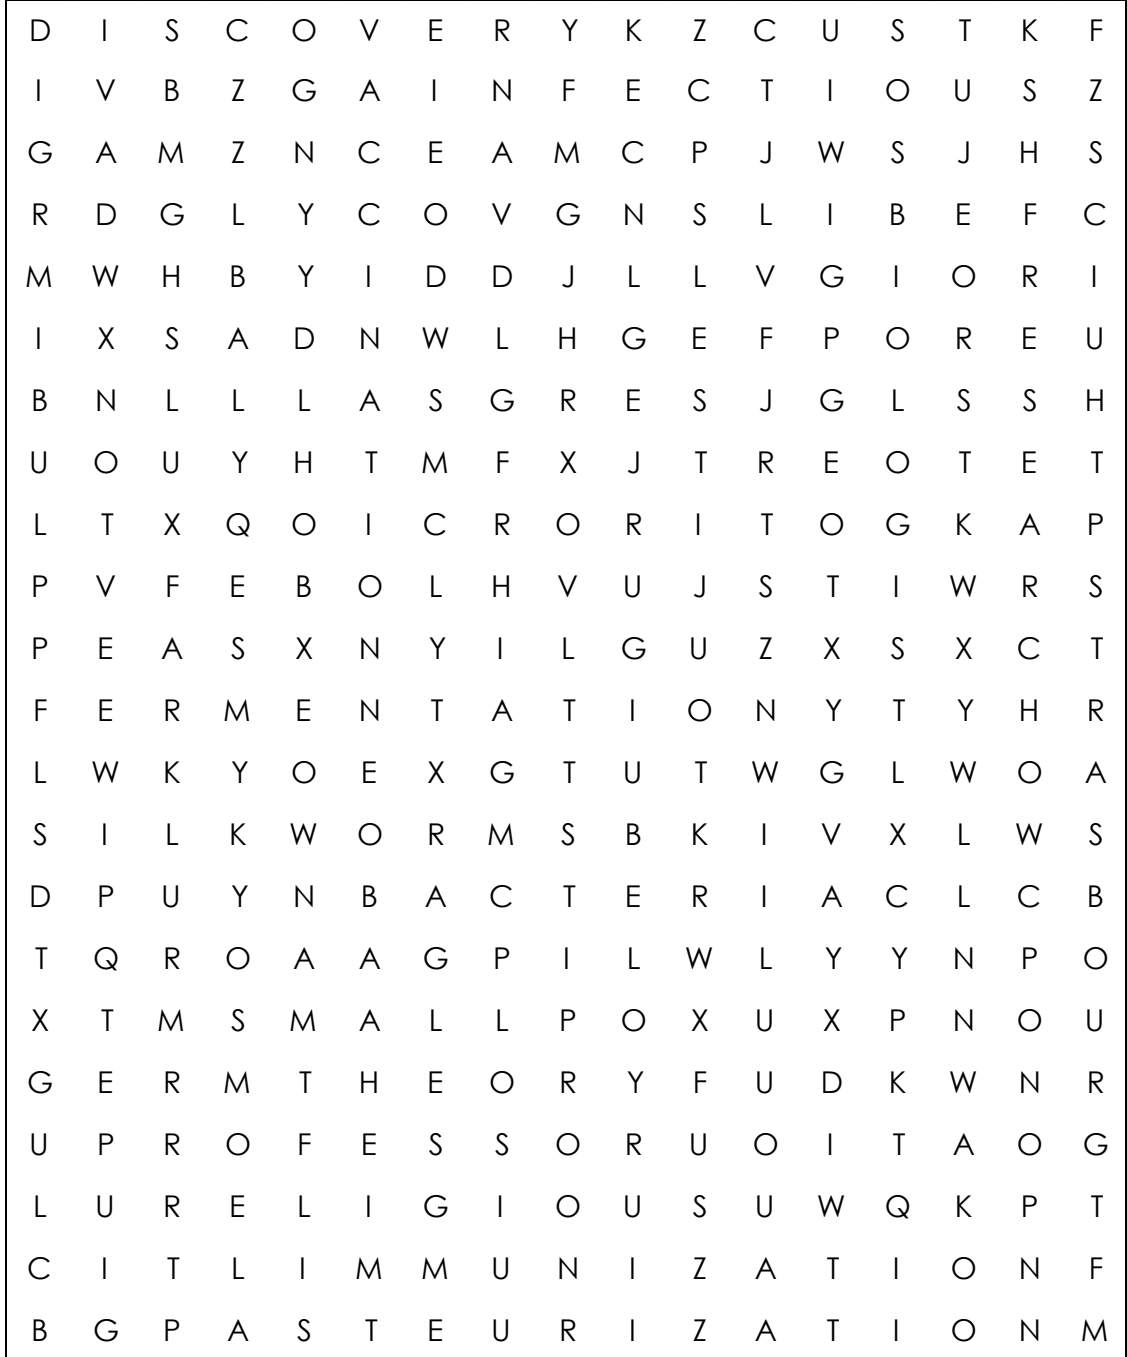 D I S C O V E R Y K Z C U S T K F
I V B Z G A I N F E C T I O U S Z
G A M Z N C E A M C P J W S J H S
R D G L Y C O V G N S L I B E F C
M W H B Y I D D J L L V G I O R I
I X S A D N W L H G E F P O R E U
B N L L L A S G R E S J G L S S H
U O U Y H T M F X J T R E O T E T
L T X Q O I C R O R I T O G K A P
P V F E B O L H V U J S T I W R S
P E A S X N Y I L G U Z X S X C T
F E R M E N T A T I O N Y T Y H R
L W K Y O E X G T U T W G L W O A
S I L K W O R M S B K I V X L W S
D P U Y N B A C T E R I A C L C B
T Q R O A A G P I L W L Y Y N P O
X T M S M A L L P O X U X P N O U
G E R M T H E O R Y F U D K W N R
U P R O F E S S O R U O I T A O G
L U R E L I G I O U S U W Q K P T
C I T L I M M U N I Z A T I O N F
B G P A S T E U R I Z A T I O N M